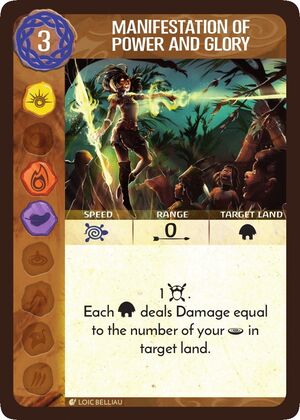 3
MANIFESTATION OF
POWER AND GLORY
SPEED RANGE TARGET LAND
0
1 .
Each deals Damage equal
to the number of your in
target land.
LOIC BELLIAU